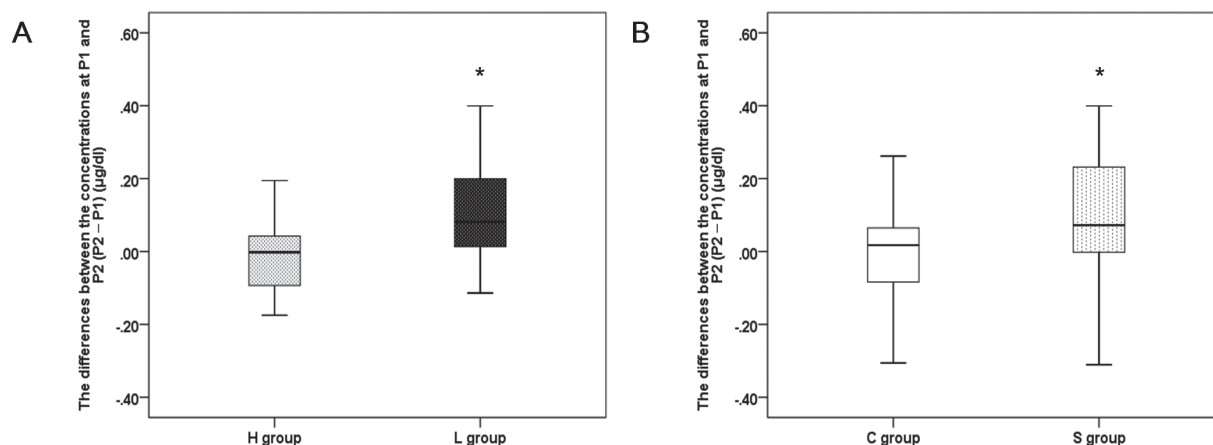 A
The differences between the concentrations at P1 and
P2 (P2 – P1) (µg/dl)
.60
.40
.20
.00
-.20
-.40
*
H group
L group
B
The differences between the concentrations at P1 and
P2 (P2 – P1) (µg/dl)
.60
.40
.20
.00
-.20
-.40
*
C group
S group